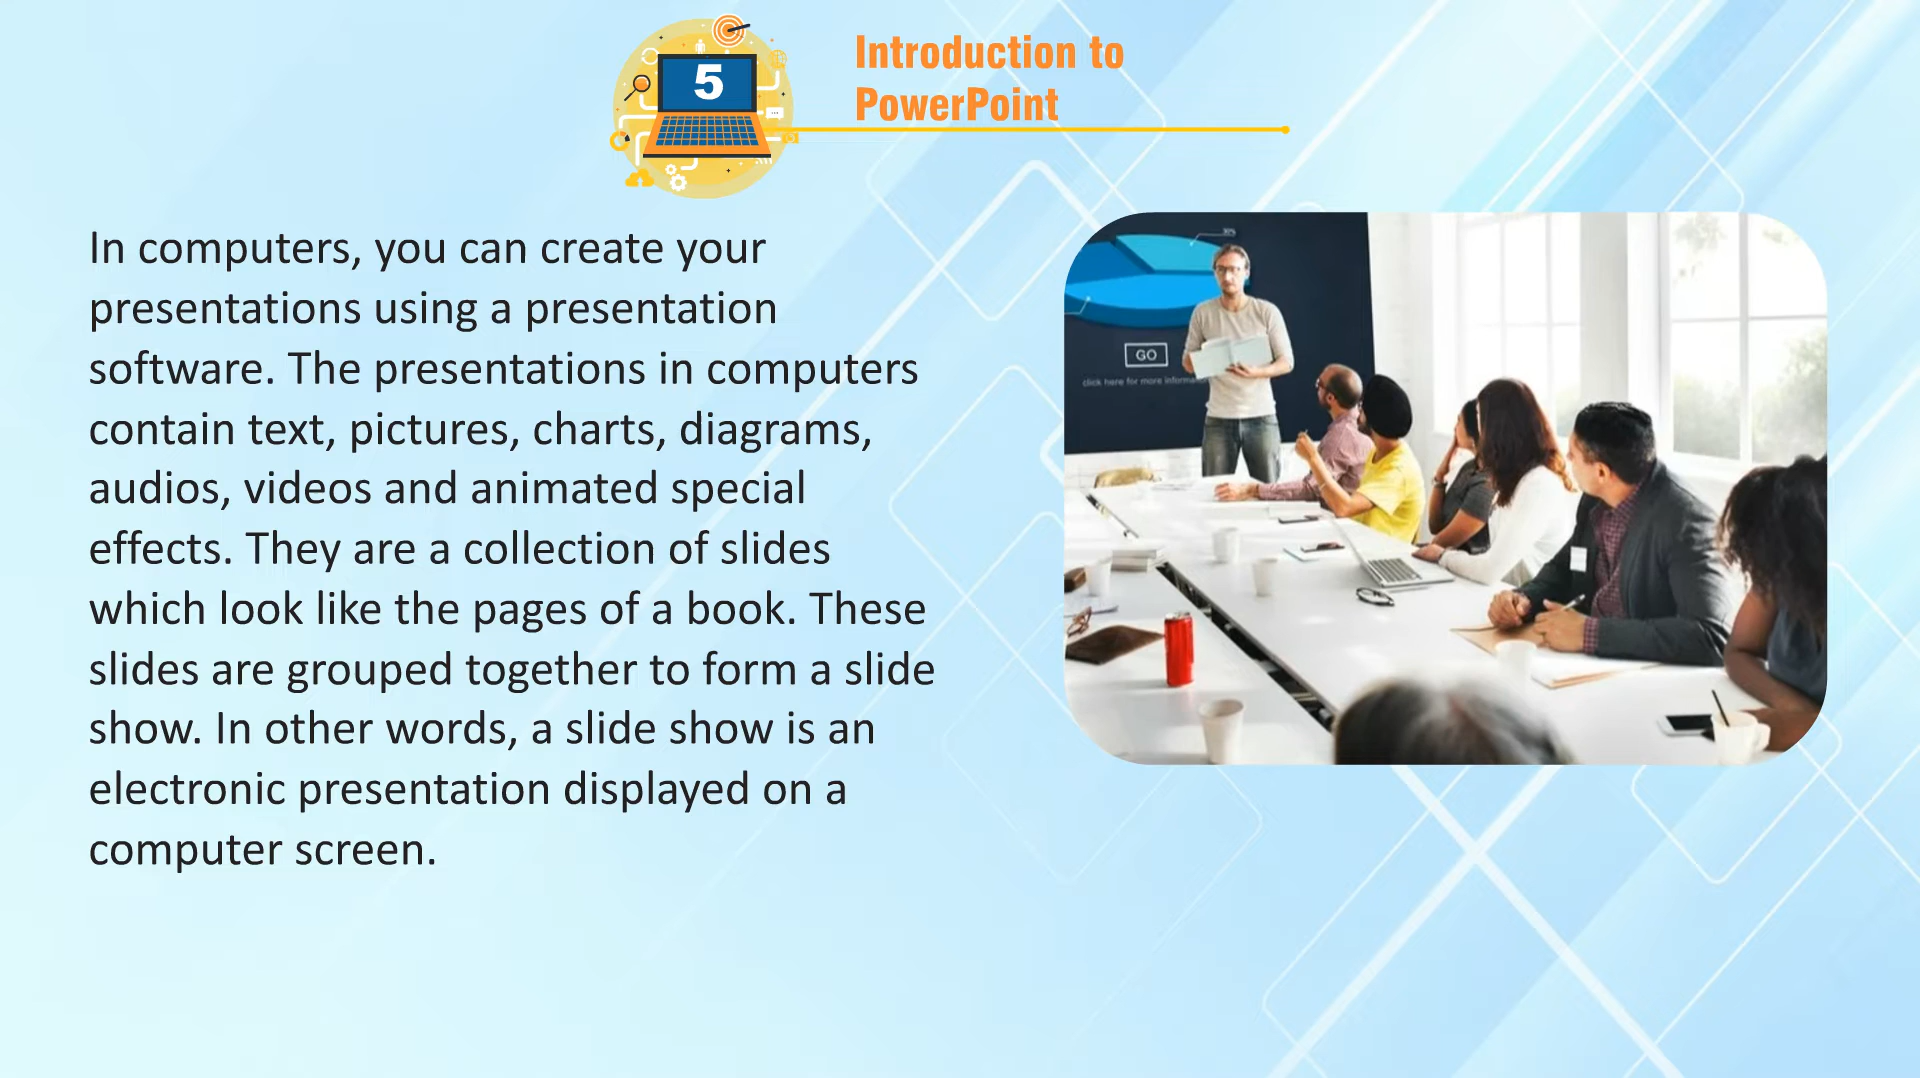 5
Introduction to
PowerPoint
In computers, you can create your
presentations using a presentation
software. The presentations in computers
contain text, pictures, charts, diagrams,
audios, videos and animated special
effects. They are a collection of slides
which look like the pages of a book. These
slides are grouped together to form a slide
show. In other words, a slide show is an
electronic presentation displayed on a
computer screen.
30%
GO
click here for more